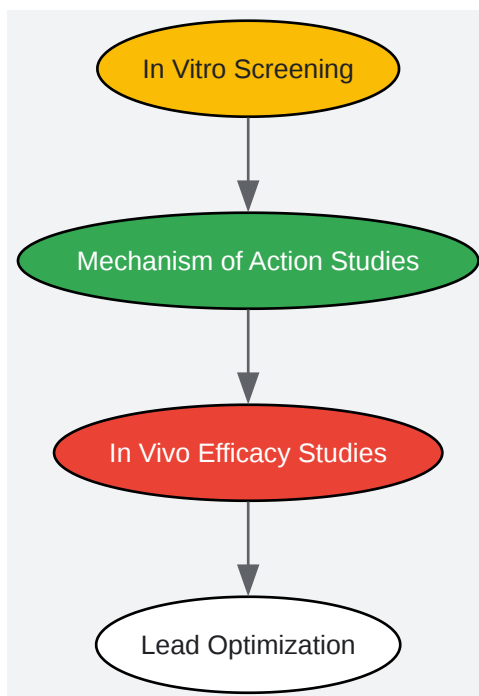 In Vitro Screening
Mechanism of Action Studies
In Vivo Efficacy Studies
Lead Optimization